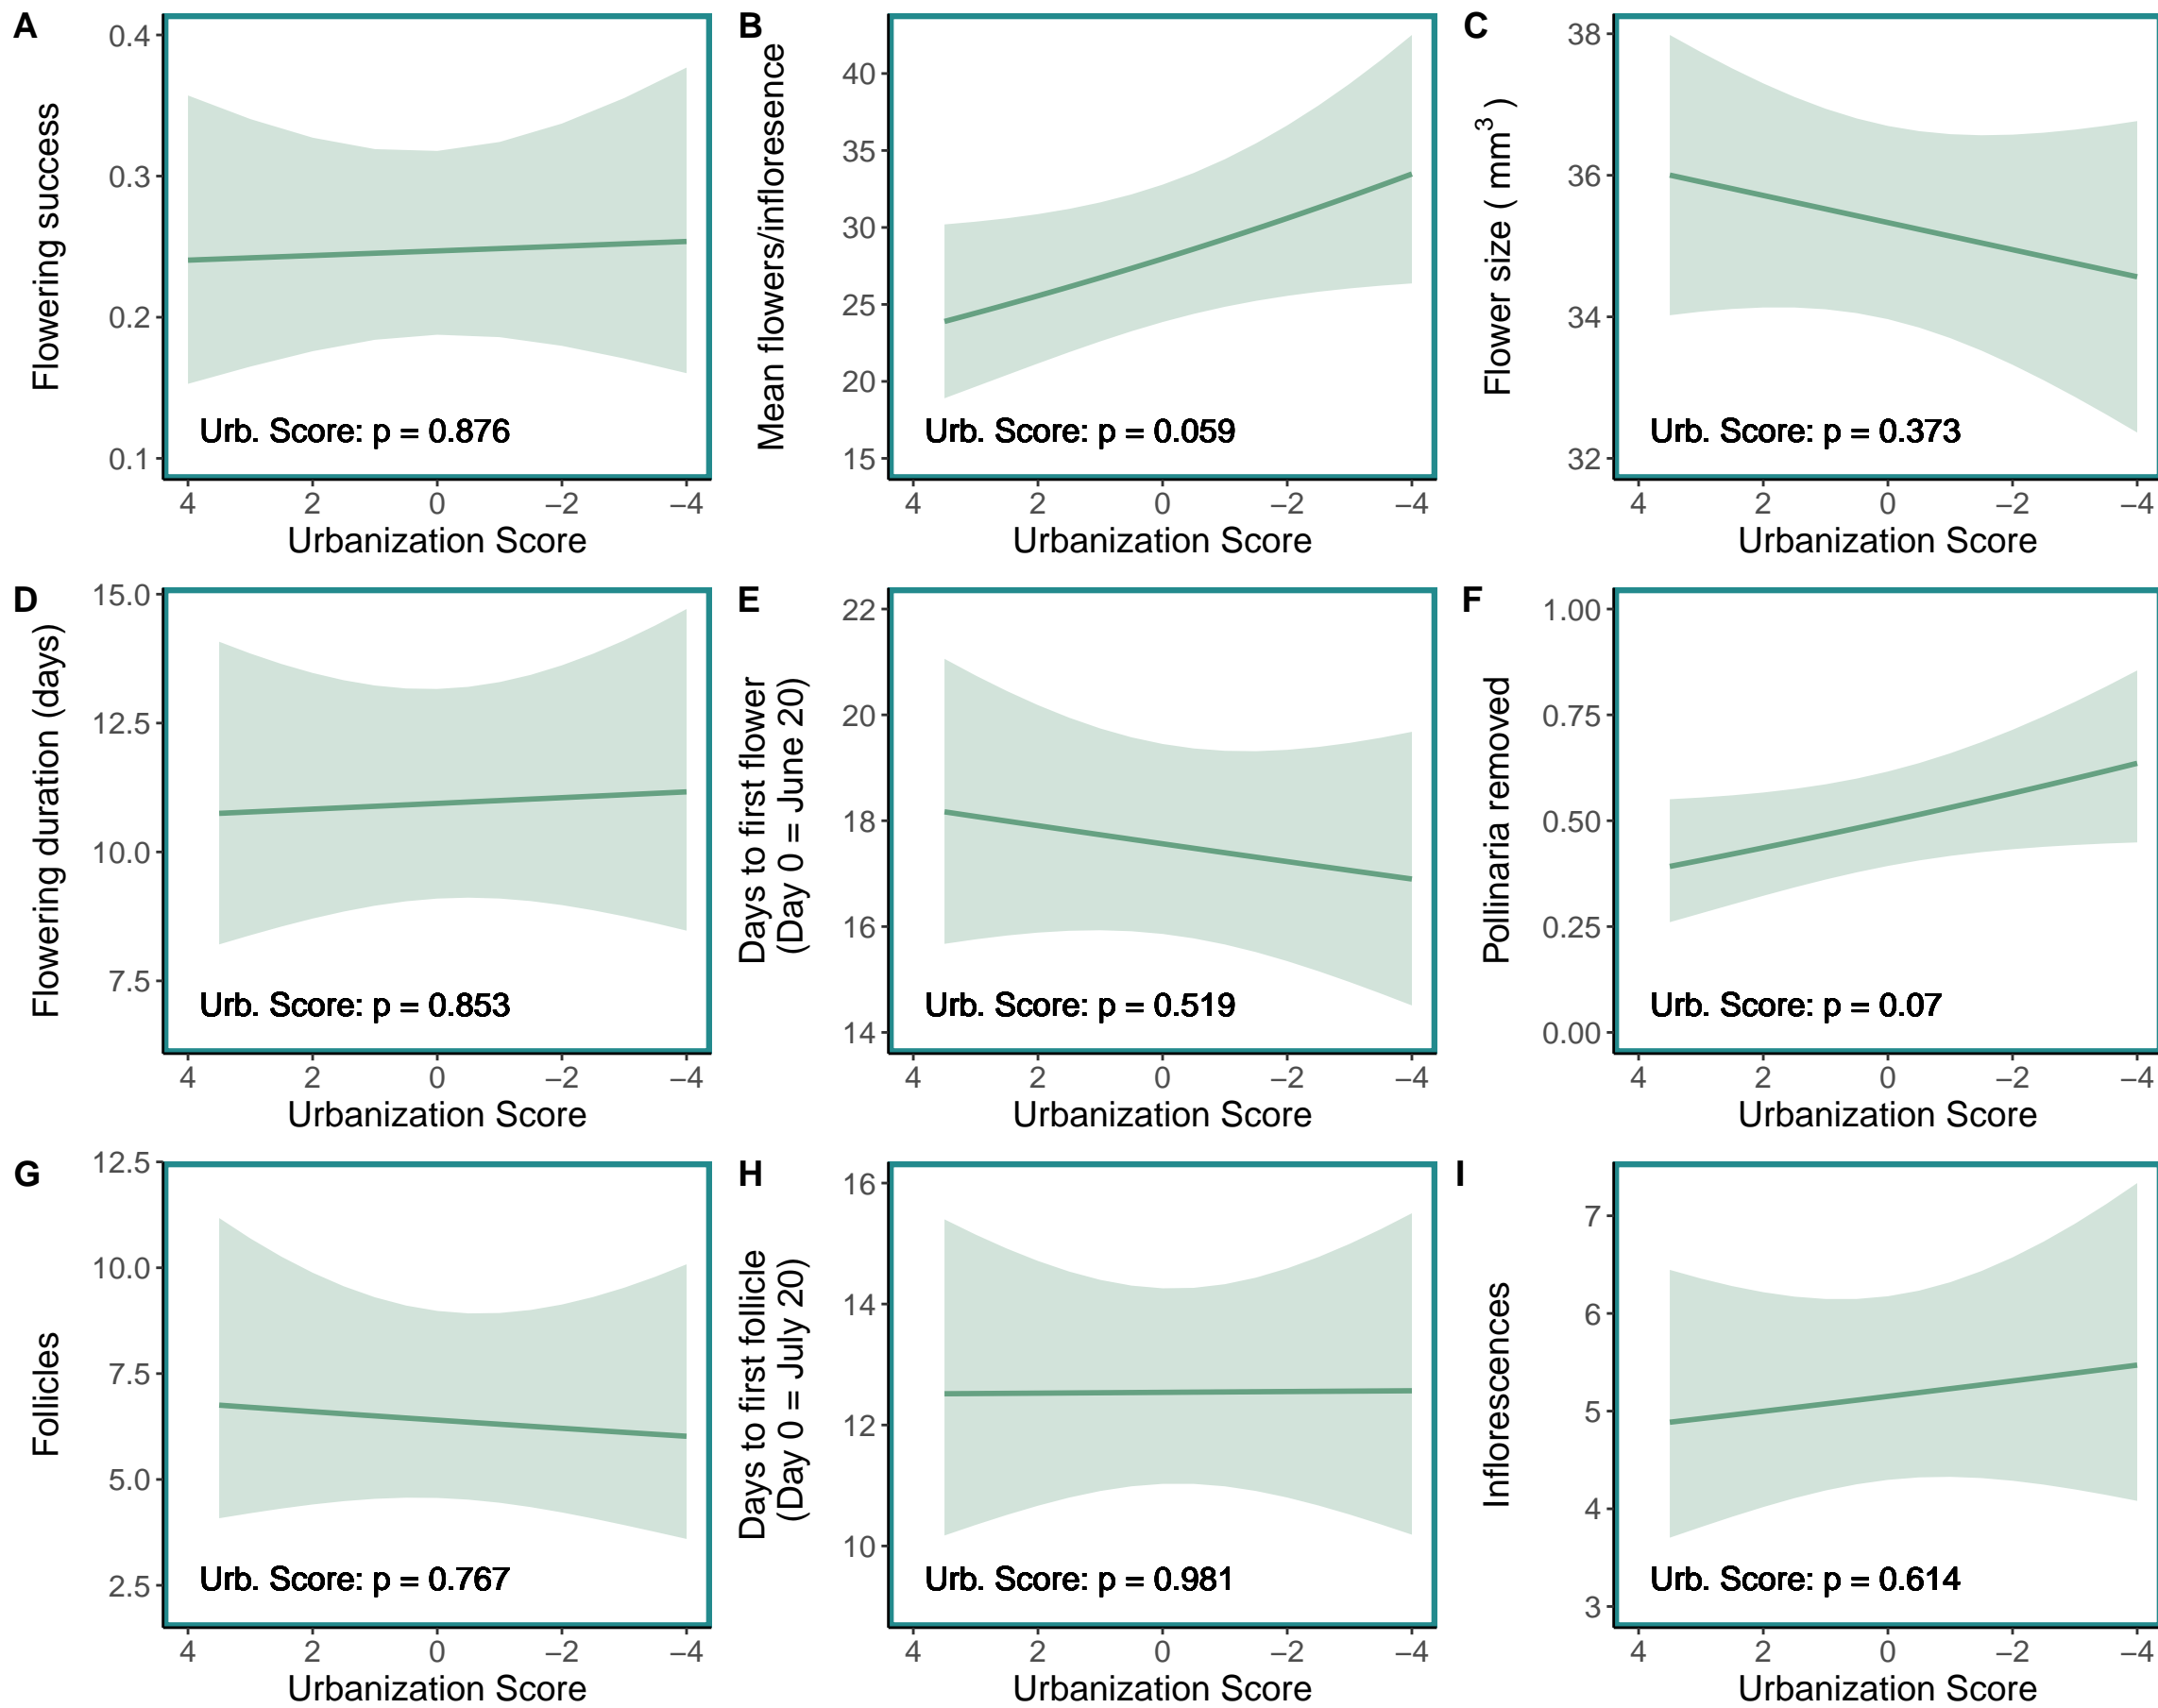 A
Flowering success
0.4
0.3
0.2
0.1
Urb. Score: p = 0.876
4 2 0 −2 −4
Urbanization Score
B
Mean flowers/infloresence
40
35
30
25
20
15
Urb. Score: p = 0.059
4 2 0 −2 −4
Urbanization Score
C
Flower size ( mm³ )
38
36
34
32
Urb. Score: p = 0.373
4 2 0 −2 −4
Urbanization Score
D
Flowering duration (days)
15.0
12.5
10.0
7.5
Urb. Score: p = 0.853
4 2 0 −2 −4
Urbanization Score
E
Days to first flower
(Day 0 = June 20)
22
20
18
16
14
Urb. Score: p = 0.519
4 2 0 −2 −4
Urbanization Score
F
Pollinaria removed
1.00
0.75
0.50
0.25
0.00
Urb. Score: p = 0.07
4 2 0 −2 −4
Urbanization Score
G
Follicles
12.5
10.0
7.5
5.0
2.5
Urb. Score: p = 0.767
4 2 0 −2 −4
Urbanization Score
H
Days to first follicle
(Day 0 = July 20)
16
14
12
10
Urb. Score: p = 0.981
4 2 0 −2 −4
Urbanization Score
I
Inflorescences
7
6
5
4
3
Urb. Score: p = 0.614
4 2 0 −2 −4
Urbanization Score